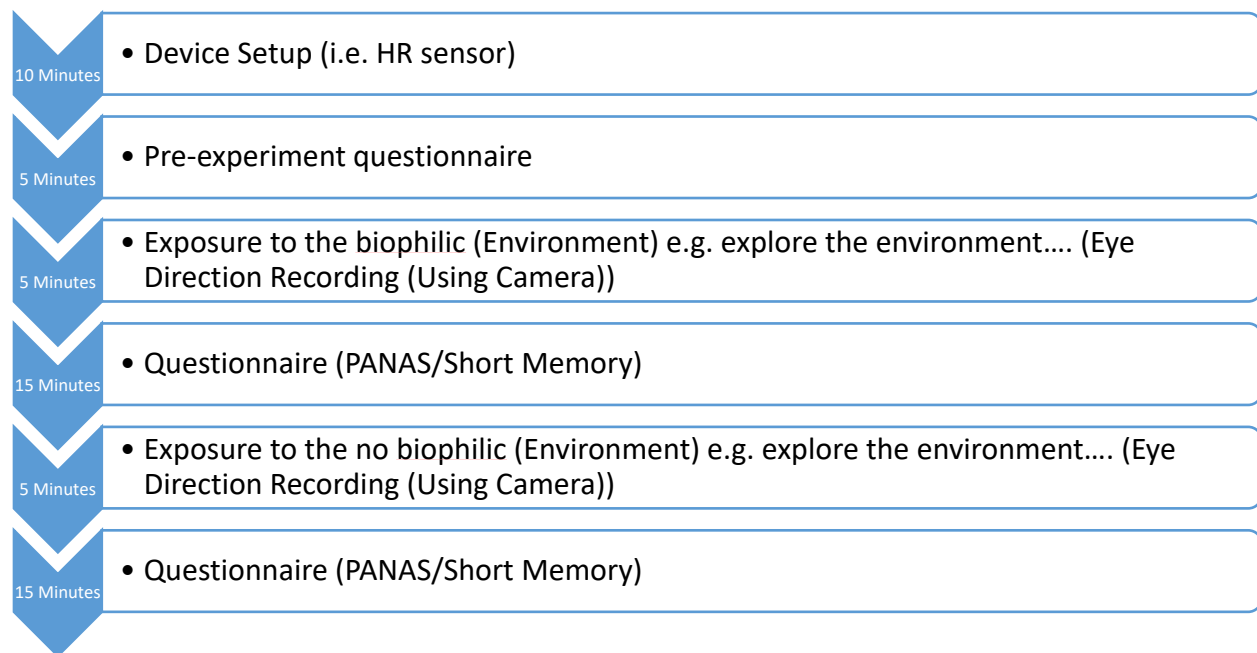 10 Minutes
• Device Setup (i.e. HR sensor)
5 Minutes
• Pre-experiment questionnaire
5 Minutes
• Exposure to the biophilic (Environment) e.g. explore the environment.... (Eye
Direction Recording (Using Camera))
15 Minutes
• Questionnaire (PANAS/Short Memory)
5 Minutes
• Exposure to the no biophilic (Environment) e.g. explore the environment.... (Eye
Direction Recording (Using Camera))
15 Minutes
• Questionnaire (PANAS/Short Memory)